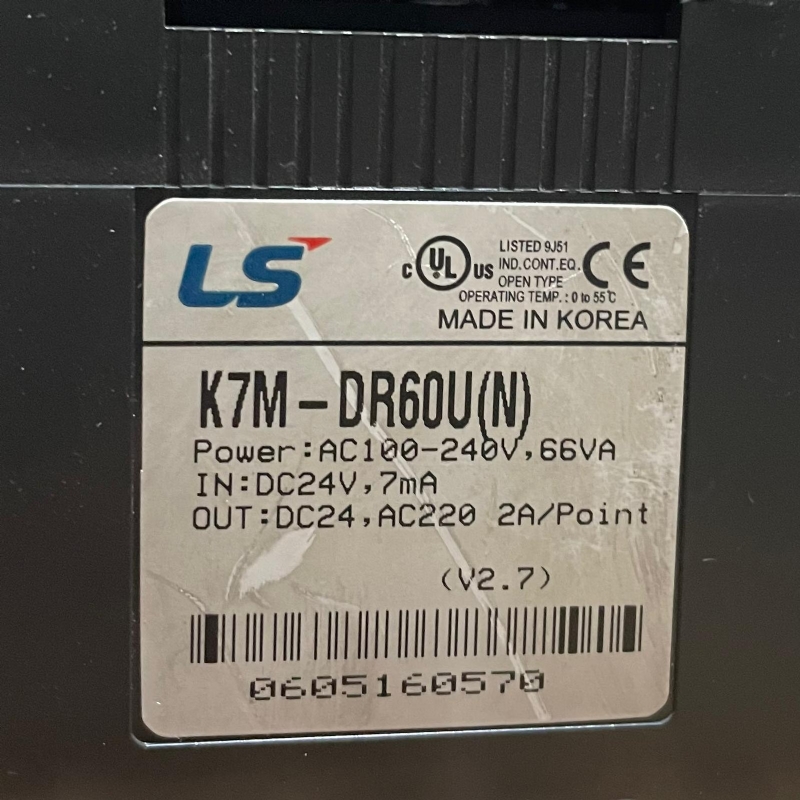 LS
c UL US
LISTED 9J51
IND.CONT.EQ.
OPEN TYPE
CE
OPERATING TEMP.: 0 to 55℃
MADE IN KOREA
K7M-DR60U(N)
Power:AC100-240V,66VA
IN:DC24V,7mA
OUT:DC24,AC220 2A/Point
(V2.7)
0605160570